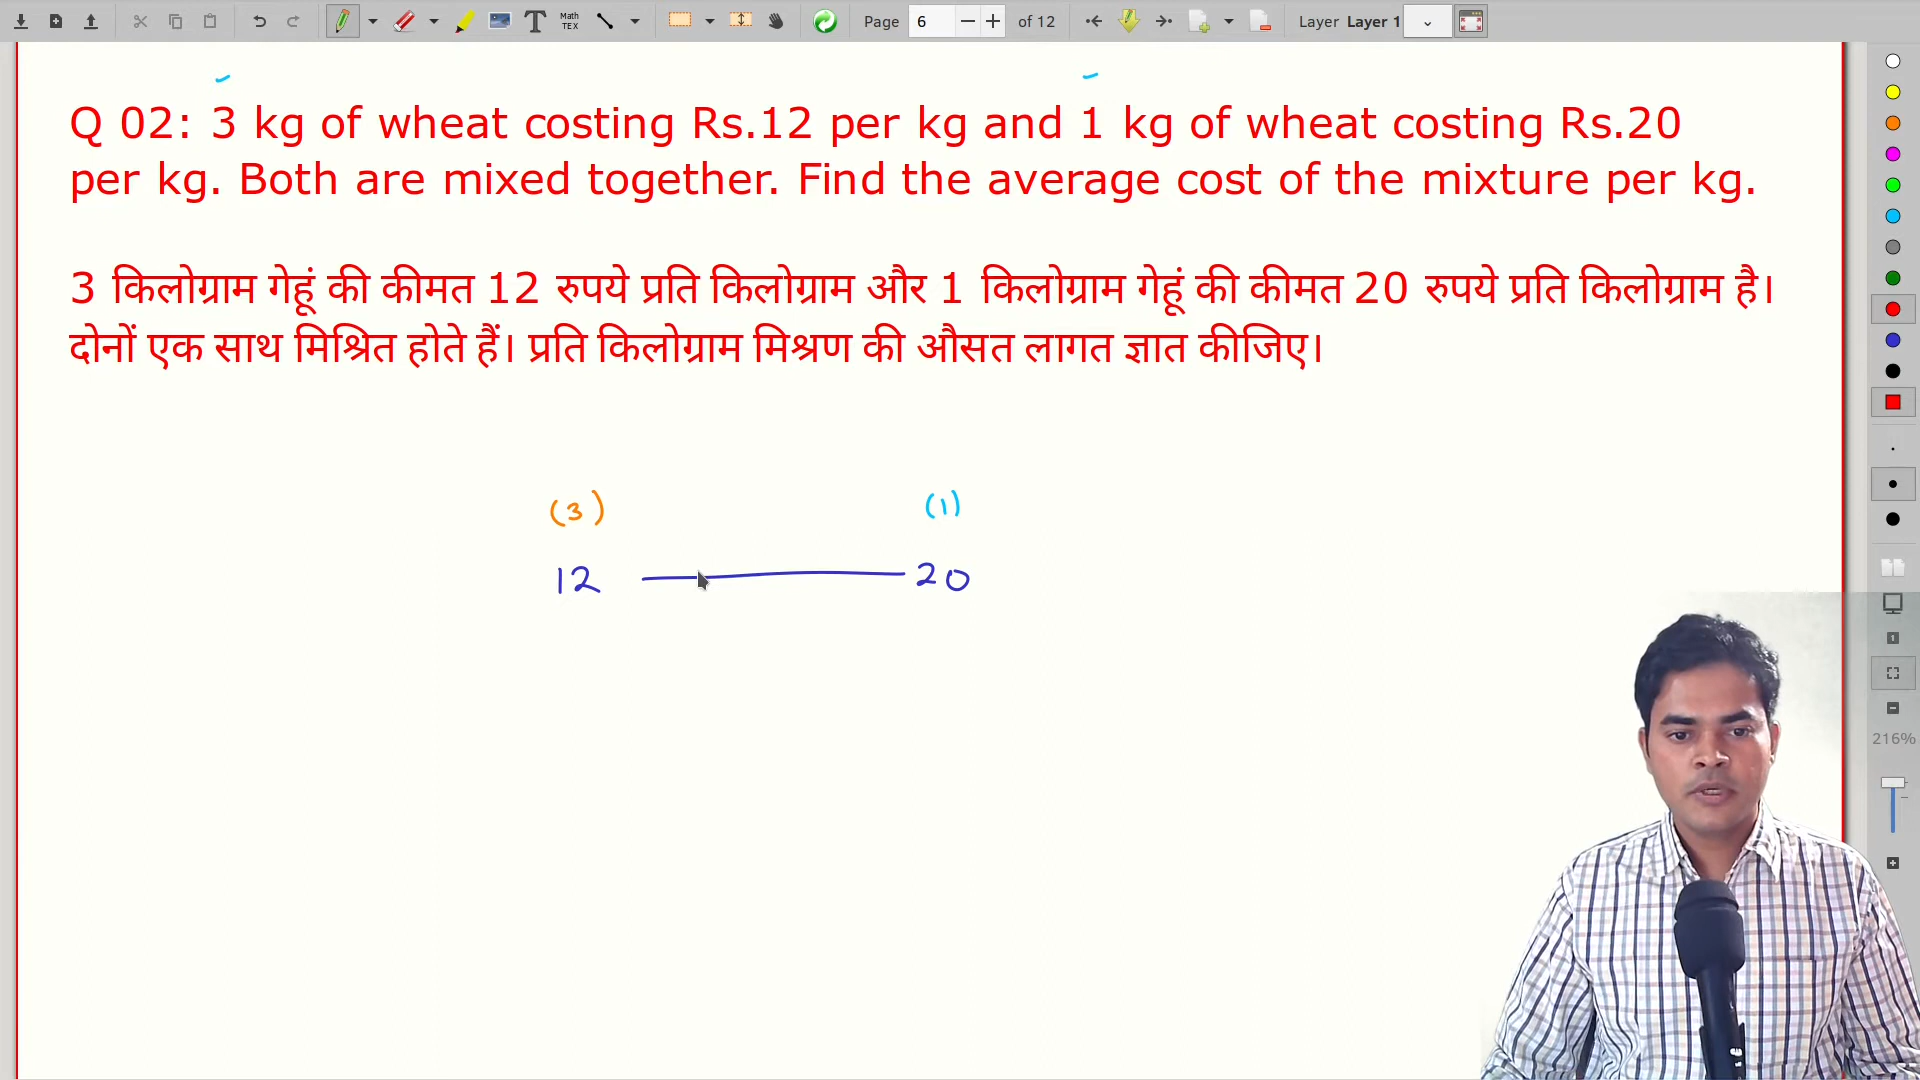 Page 6 of 12 Layer Layer 1
Math
TEX
Q 02: 3 kg of wheat costing Rs.12 per kg and 1 kg of wheat costing Rs.20
per kg. Both are mixed together. Find the average cost of the mixture per kg.
3 किलोग्राम गेहूं की कीमत 12 रुपये प्रति किलोग्राम और 1 किलोग्राम गेहूं की कीमत 20 रुपये प्रति किलोग्राम है।
दोनों एक साथ मिश्रित होते हैं। प्रति किलोग्राम मिश्रण की औसत लागत ज्ञात कीजिए।
(3) (1)
12 20
1
216%